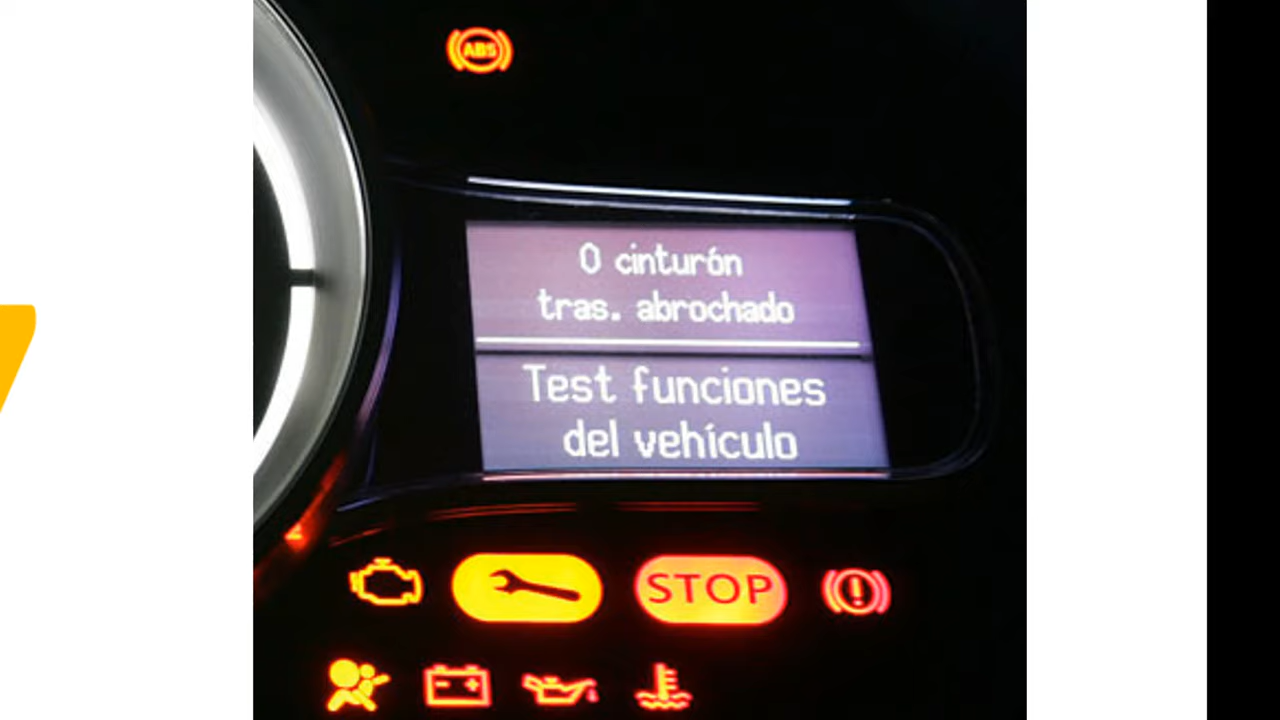 ABS
0 cinturón
tras. abrochado
Test funciones
del vehículo
STOP